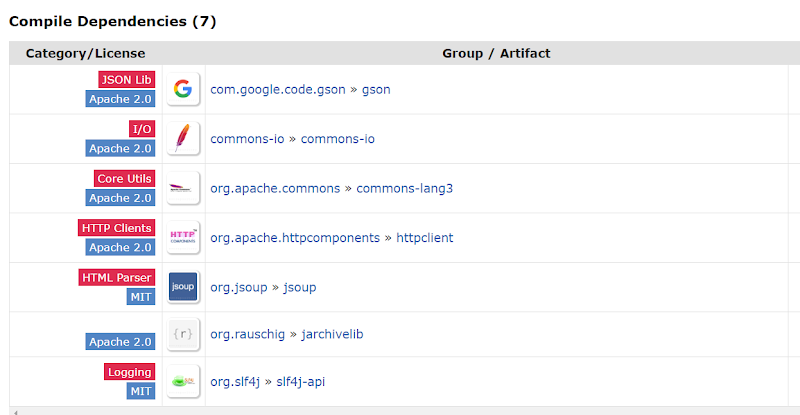 Compile Dependencies (7)
Category/License Group / Artifact
JSON Lib
Apache 2.0
com.google.code.gson » gson
I/O
Apache 2.0
commons-io » commons-io
Core Utils
Apache 2.0
org.apache.commons » commons-lang3
HTTP Clients
Apache 2.0
HTTP
COMPONENTS
org.apache.httpcomponents » httpclient
HTML Parser
MIT
jsoup
org.jsoup » jsoup
Apache 2.0
{r}
org.rauschig » jarchivelib
Logging
MIT
org.slf4j » slf4j-api